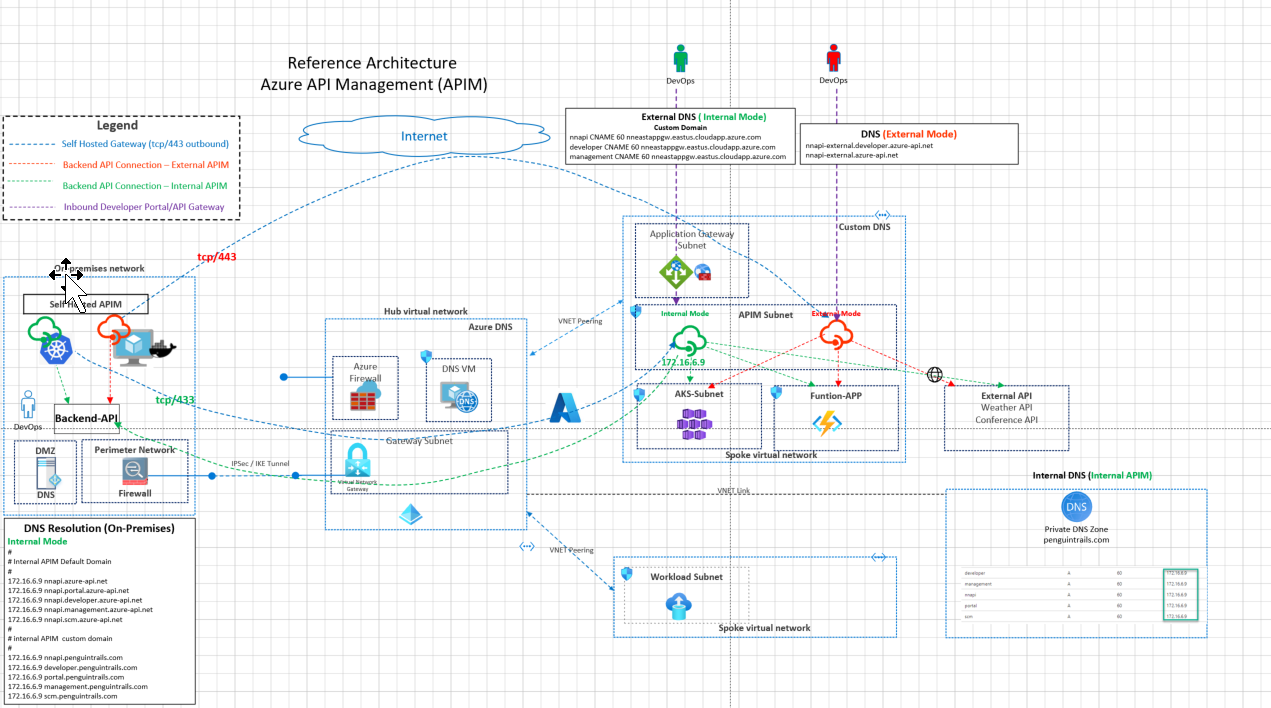 Reference Architecture
Azure API Management (APIM)
DevOps
DevOps
External DNS ( Internal Mode)
Custom Domain
nnapi CNAME 60 nneastappgw.eastus.cloudapp.azure.com
developer CNAME 60 nneastappgw.eastus.cloudapp.azure.com
management CNAME 60 nneastappgw.eastus.cloudapp.azure.com
DNS (External Mode)
nnapi-external.developer.azure-api.net
nnapi-external.azure-api.net
Legend
Self Hosted Gateway (tcp/443 outbound)
Backend API Connection – External APIM
Backend API Connection – Internal APIM
Inbound Developer Portal/API Gateway
Internet
tcp/443
On-premises network
Self Hosted APIM
tcp/433
DevOps
Backend-API
DMZ
DNS
Perimeter Network
Firewall
IPSec / IKE Tunnel
Hub virtual network
Azure DNS
Azure
Firewall
DNS VM
Gateway Subnet
Virtual Network
Gateway
VNET Peering
Custom DNS
Application Gateway
Subnet
Internal Mode
APIM Subnet
External Mode
172.16.6.9
AKS-Subnet
Funtion-APP
Spoke virtual network
External API
Weather API
Conference API
VNET Link
VNET Peering
Workload Subnet
Spoke virtual network
Internal DNS (Internal APIM)
DNS
Private DNS Zone
penguintrails.com
developer A 60 172.16.6.9
management A 60 172.16.6.9
nnapi A 60 172.16.6.9
portal A 60 172.16.6.9
scm A 60 172.16.6.9
DNS Resolution (On-Premises)
Internal Mode
#
# Internal APIM Default Domain
#
172.16.6.9 nnapi.azure-api.net
172.16.6.9 nnapi.portal.azure-api.net
172.16.6.9 nnapi.developer.azure-api.net
172.16.6.9 nnapi.management.azure-api.net
172.16.6.9 nnapi.scm.azure-api.net
#
# internal APIM custom domain
#
172.16.6.9 nnapi.penguintrails.com
172.16.6.9 developer.penguintrails.com
172.16.6.9 portal.penguintrails.com
172.16.6.9 management.penguintrails.com
172.16.6.9 scm.penguintrails.com